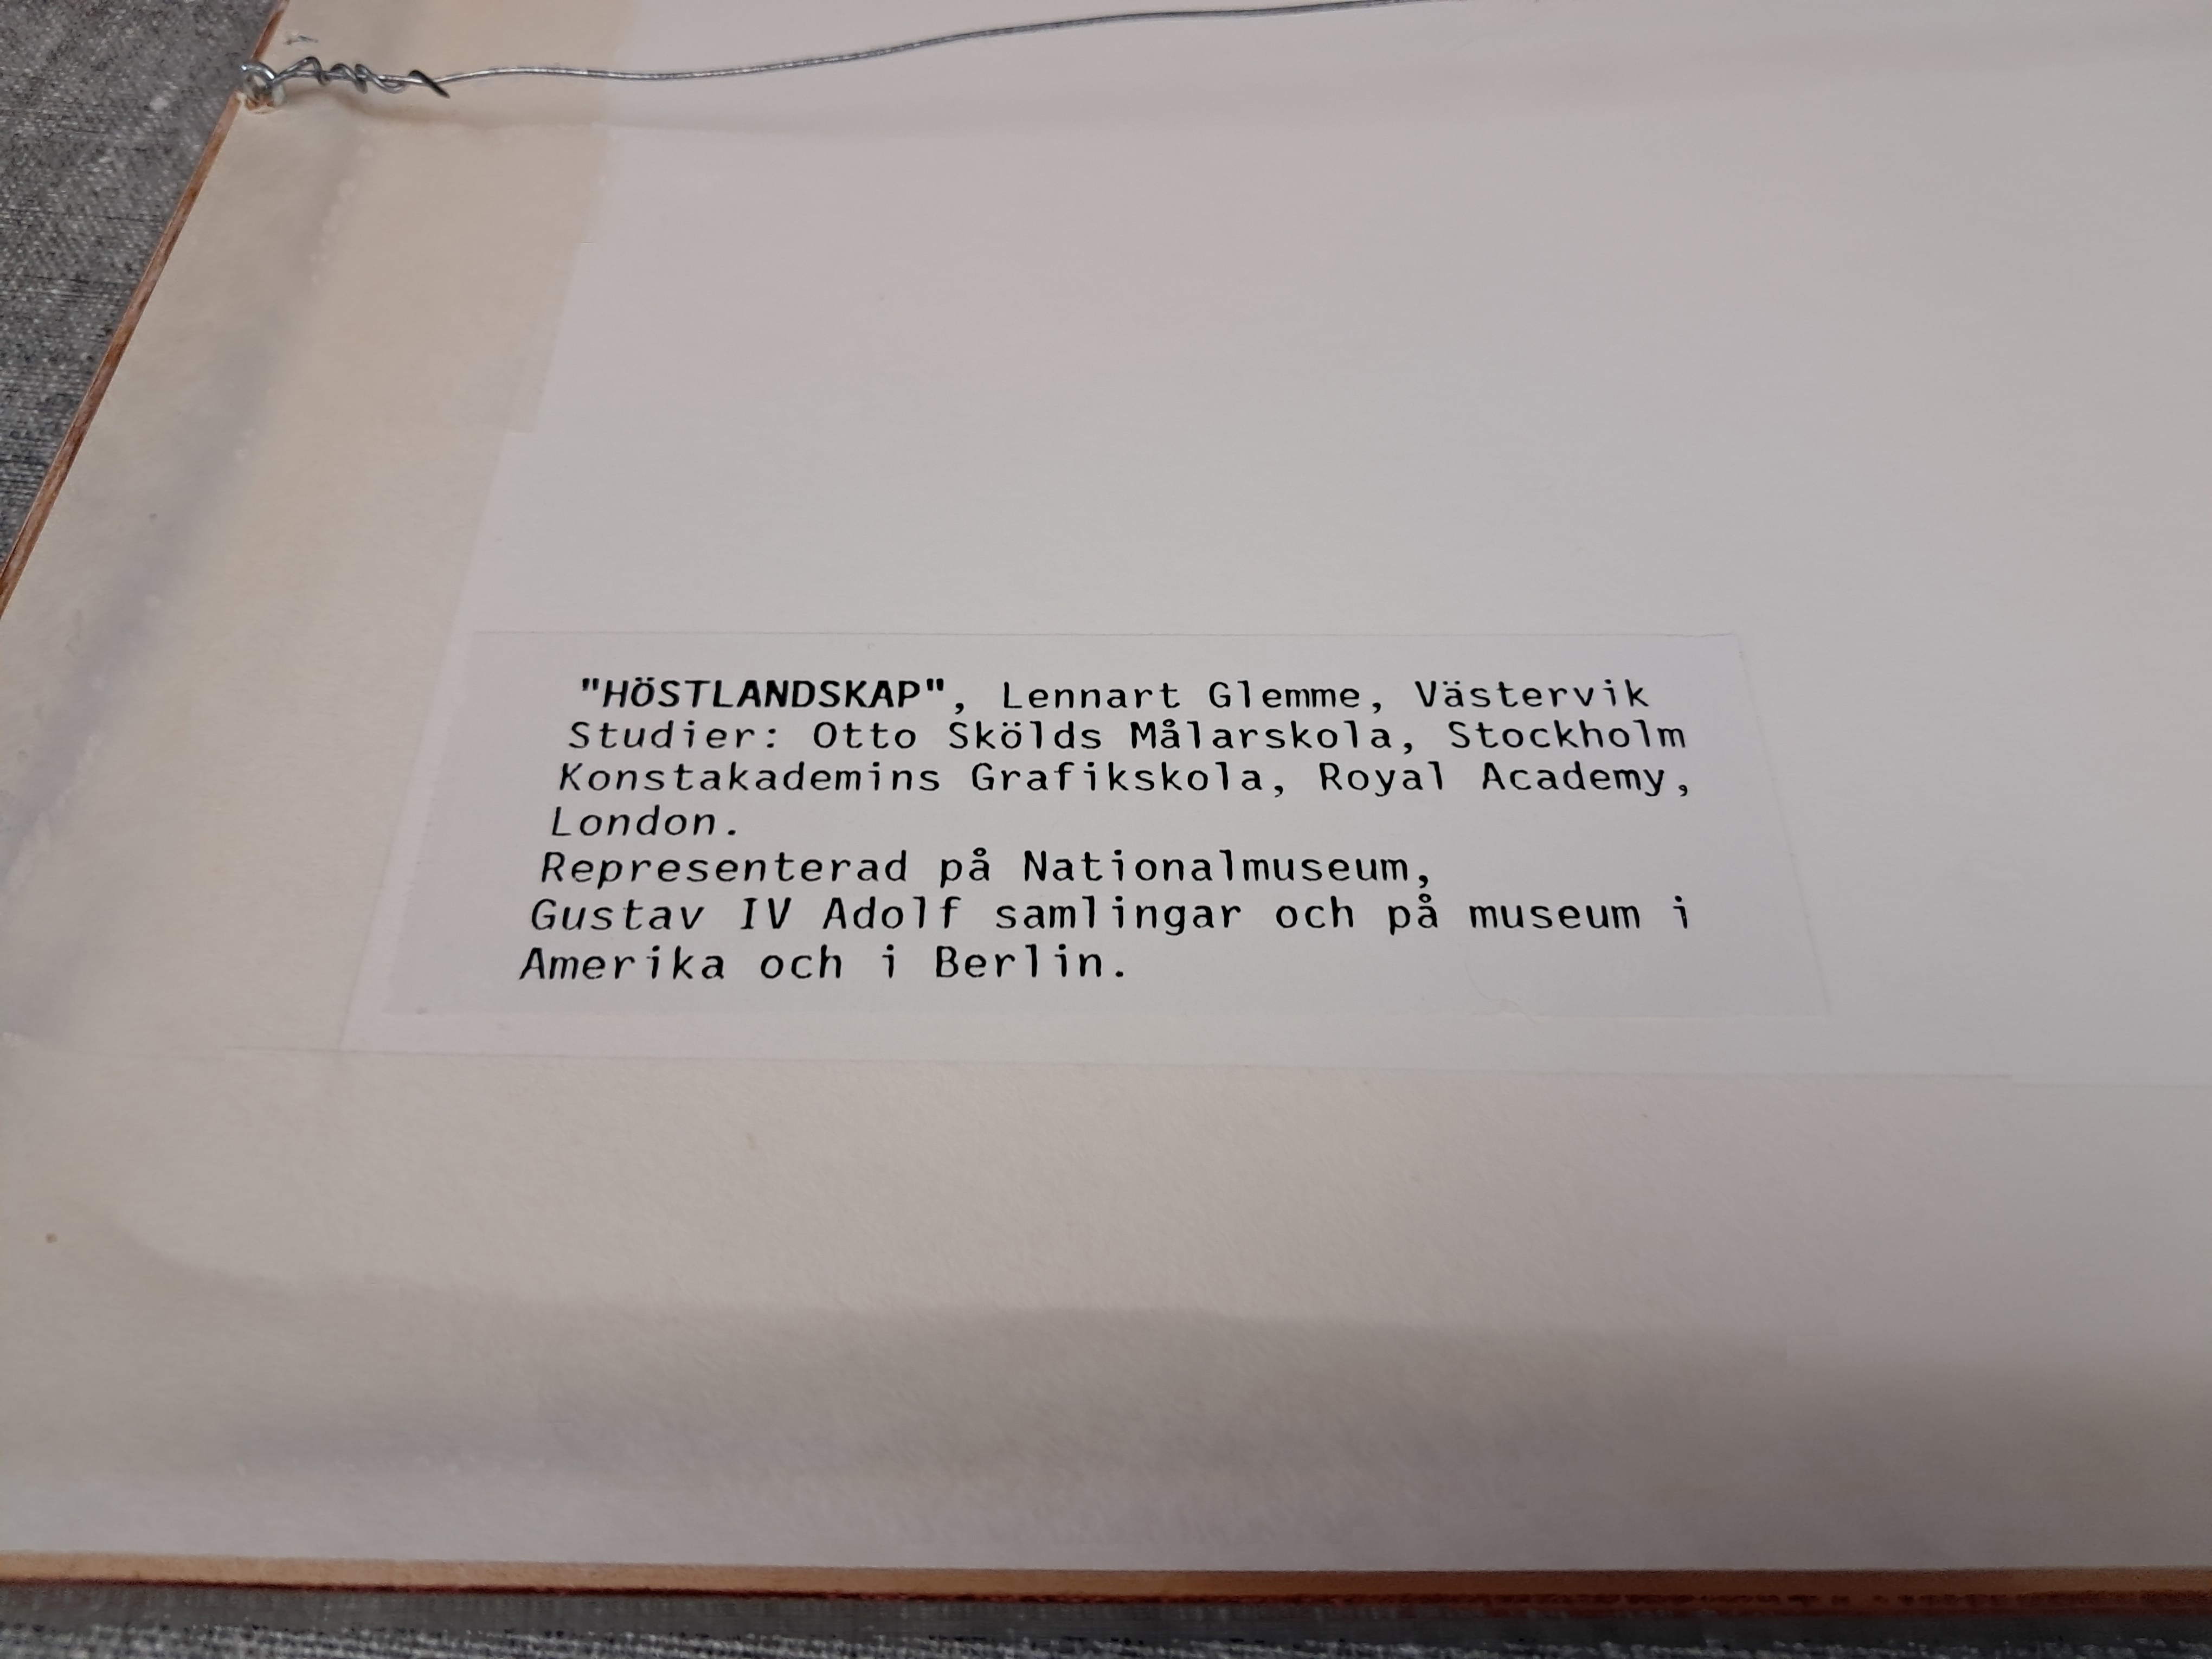 "HÖSTLANDSKAP", Lennart Glemme, Västervik
Studier: Otto Skölds Målarskola, Stockholm
Konstakademins Grafikskola, Royal Academy,
London.
Representerad på Nationalmuseum,
Gustav IV Adolf samlingar och på museum i
Amerika och i Berlin.